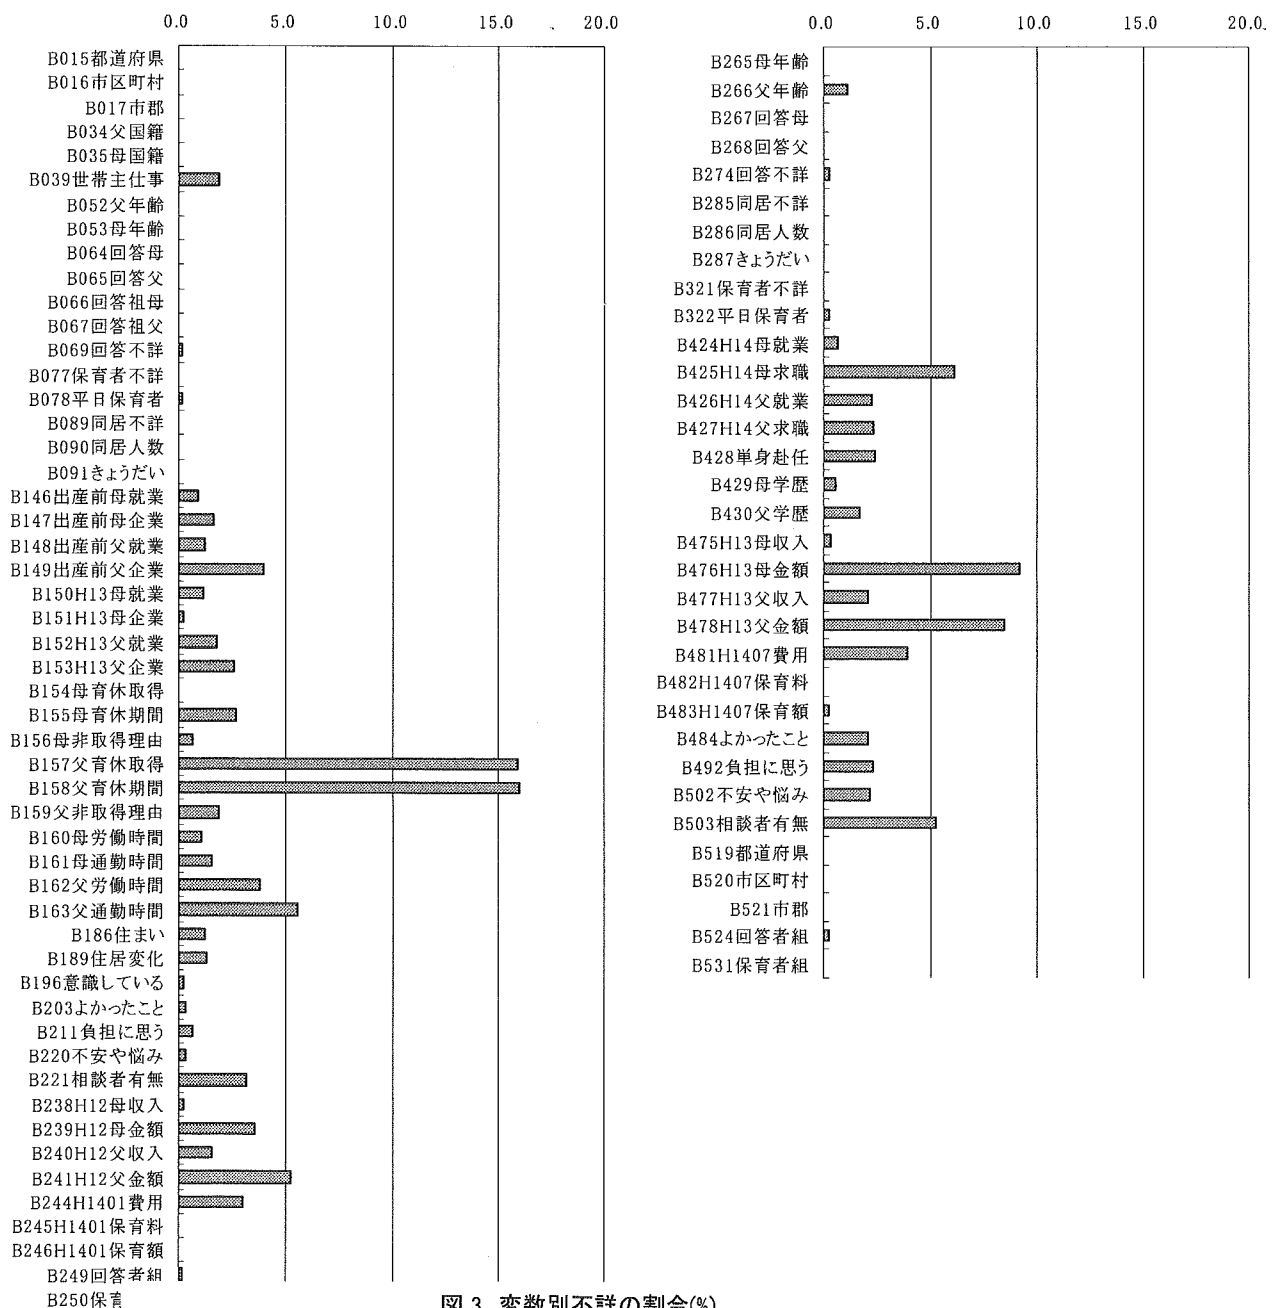 0.0 5.0 10.0 15.0 20.0
B015都道府県
B016市区町村
B017市郡
B034父国籍
B035母国籍
B039世帯主仕事
B052父年齢
B053母年齢
B064回答母
B065回答父
B066回答祖母
B067回答祖父
B069回答不詳
B077保育者不詳
B078平日保育者
B089同居不詳
B090同居人数
B091きょうだい
B146出産前母就業
B147出産前母企業
B148出産前父就業
B149出産前父企業
B150H13母就業
B151H13母企業
B152H13父就業
B153H13父企業
B154母育休取得
B155母育休期間
B156母非取得理由
B157父育休取得
B158父育休期間
B159父非取得理由
B160母労働時間
B161母通勤時間
B162父労働時間
B163父通勤時間
B186住まい
B189住居変化
B196意識している
B203よかったこと
B211負担に思う
B220不安や悩み
B221相談者有無
B238H12母収入
B239H12母金額
B240H12父収入
B241H12父金額
B244H1401費用
B245H1401保育料
B246H1401保育額
B249回答者組
B250保育
0.0 5.0 10.0 15.0 20.0
B265母年齢
B266父年齢
B267回答母
B268回答父
B274回答不詳
B285同居不詳
B286同居人数
B287きょうだい
B321保育者不詳
B322平日保育者
B424H14母就業
B425H14母求職
B426H14父就業
B427H14父求職
B428単身赴任
B429母学歴
B430父学歴
B475H13母収入
B476H13母金額
B477H13父収入
B478H13父金額
B481H1407費用
B482H1407保育料
B483H1407保育額
B484よかったこと
B492負担に思う
B502不安や悩み
B503相談者有無
B519都道府県
B520市区町村
B521市郡
B524回答者組
B531保育者組
図3 変数別不詳の割合(%)